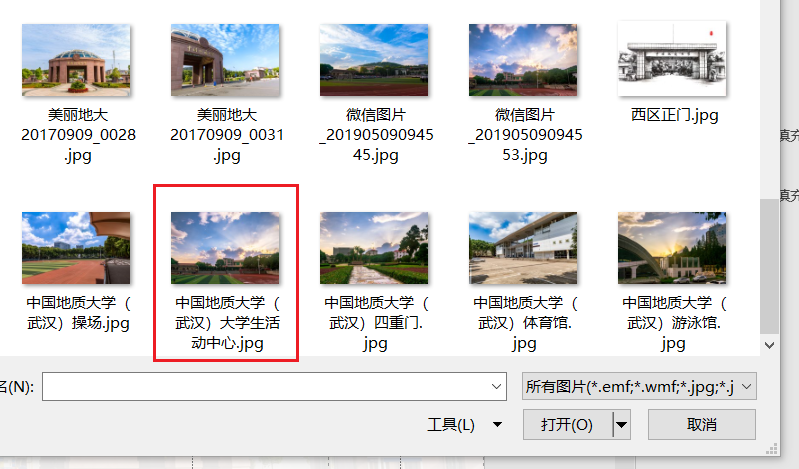 美丽地大
20170909_0028
.jpg
美丽地大
20170909_0031
.jpg
微信图片
_201905090945
45.jpg
微信图片
_201905090945
53.jpg
西区正门.jpg
填充
填充
中国地质大学（
武汉）操场.jpg
中国地质大学（
武汉）大学生活
动中心.jpg
中国地质大学（
武汉）四重门.
jpg
中国地质大学（
武汉）体育馆.
jpg
中国地质大学（
武汉）游泳馆.
jpg
名(N):
所有图片(*.emf;*.wmf;*.jpg;*.j
工具(L)
打开(O)
取消